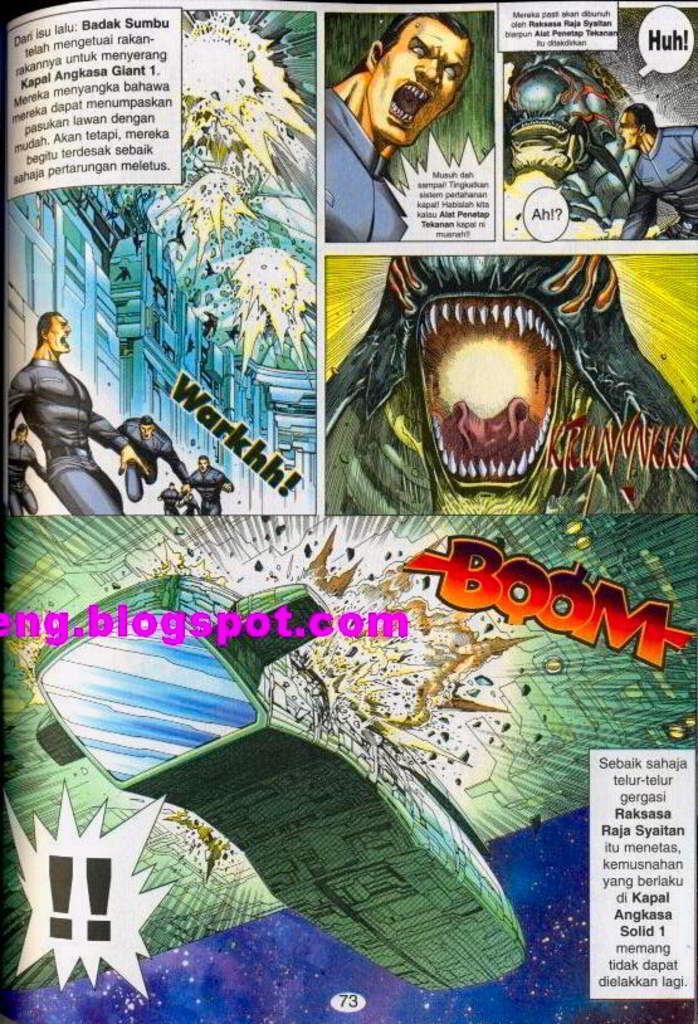 Dari isu lalu: Badak Sumbu
telah mengetuai rakan-
rakannya untuk menyerang
Kapal Angkasa Giant 1.
Mereka menyangka bahawa
mereka dapat menumpaskan
pasukan lawan dengan
mudah. Akan tetapi, mereka
begitu terdesak sebaik
sahaja pertarungan meletus.
Warkhh!
Musuh dah
sampai! Tingkatkan
sistem pertahanan
kapal! Habislah kita
kalau Alat Penetap
Tekanan kapal ni
musnah!!
Mereka pasti akan dibunuh
oleh Raksasa Raja Syaitan
biarpun Alat Penetap Tekanan
itu ditakdirkan
Huh!
Ah!?
BOOM
eng.blogspot.com
!!
Sebaik sahaja
telur-telur
gergasi
Raksasa
Raja Syaitan
itu menetas,
kemusnahan
yang berlaku
di Kapal
Angkasa
Solid 1
memang
tidak dapat
dielakkan lagi.
73